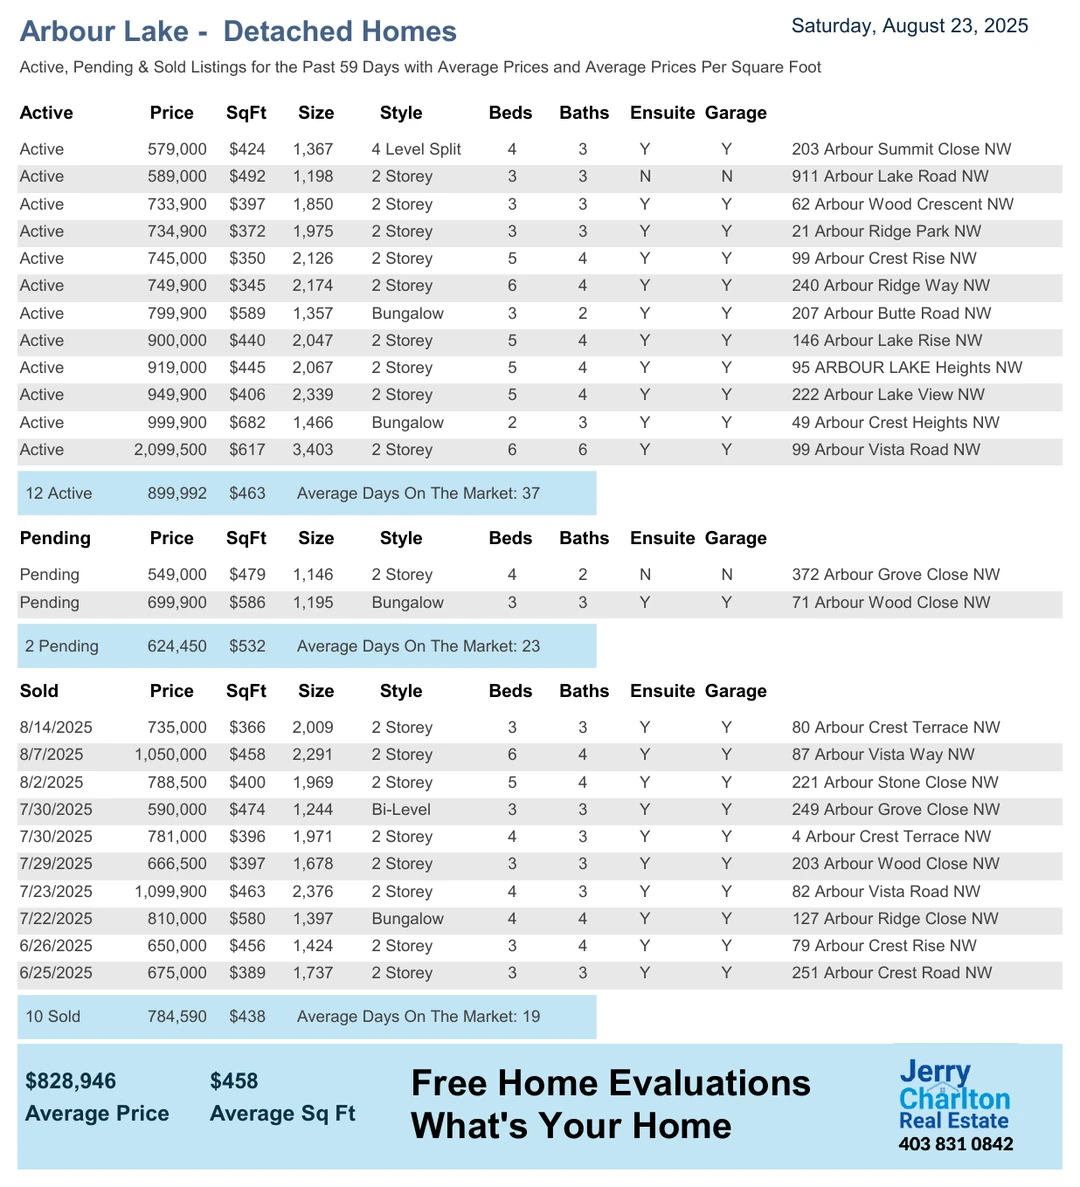 Arbour Lake - Detached Homes
Saturday, August 23, 2025
Active, Pending & Sold Listings for the Past 59 Days with Average Prices and Average Prices Per Square Foot
Active Price SqFt Size Style Beds Baths Ensuite Garage
Active 579,000 $424 1,367 4 Level Split 4 3 Y Y 203 Arbour Summit Close NW
Active 589,000 $492 1,198 2 Storey 3 3 N N 911 Arbour Lake Road NW
Active 733,900 $397 1,850 2 Storey 3 3 Y Y 62 Arbour Wood Crescent NW
Active 734,900 $372 1,975 2 Storey 3 3 Y Y 21 Arbour Ridge Park NW
Active 745,000 $350 2,126 2 Storey 5 4 Y Y 99 Arbour Crest Rise NW
Active 749,900 $345 2,174 2 Storey 6 4 Y Y 240 Arbour Ridge Way NW
Active 799,900 $589 1,357 Bungalow 3 2 Y Y 207 Arbour Butte Road NW
Active 900,000 $440 2,047 2 Storey 5 4 Y Y 146 Arbour Lake Rise NW
Active 919,000 $445 2,067 2 Storey 5 4 Y Y 95 ARBOUR LAKE Heights NW
Active 949,900 $406 2,339 2 Storey 5 4 Y Y 222 Arbour Lake View NW
Active 999,900 $682 1,466 Bungalow 2 3 Y Y 49 Arbour Crest Heights NW
Active 2,099,500 $617 3,403 2 Storey 6 6 Y Y 99 Arbour Vista Road NW
12 Active 899,992 $463 Average Days On The Market: 37
Pending Price SqFt Size Style Beds Baths Ensuite Garage
Pending 549,000 $479 1,146 2 Storey 4 2 N N 372 Arbour Grove Close NW
Pending 699,900 $586 1,195 Bungalow 3 3 Y Y 71 Arbour Wood Close NW
2 Pending 624,450 $532 Average Days On The Market: 23
Sold Price SqFt Size Style Beds Baths Ensuite Garage
8/14/2025 735,000 $366 2,009 2 Storey 3 3 Y Y 80 Arbour Crest Terrace NW
8/7/2025 1,050,000 $458 2,291 2 Storey 6 4 Y Y 87 Arbour Vista Way NW
8/2/2025 788,500 $400 1,969 2 Storey 5 4 Y Y 221 Arbour Stone Close NW
7/30/2025 590,000 $474 1,244 Bi-Level 3 3 Y Y 249 Arbour Grove Close NW
7/30/2025 781,000 $396 1,971 2 Storey 4 3 Y Y 4 Arbour Crest Terrace NW
7/29/2025 666,500 $397 1,678 2 Storey 3 3 Y Y 203 Arbour Wood Close NW
7/23/2025 1,099,900 $463 2,376 2 Storey 4 3 Y Y 82 Arbour Vista Road NW
7/22/2025 810,000 $580 1,397 Bungalow 4 4 Y Y 127 Arbour Ridge Close NW
6/26/2025 650,000 $456 1,424 2 Storey 3 4 Y Y 79 Arbour Crest Rise NW
6/25/2025 675,000 $389 1,737 2 Storey 3 3 Y Y 251 Arbour Crest Road NW
10 Sold 784,590 $438 Average Days On The Market: 19
$828,946 $458
Average Price Average Sq Ft
Free Home Evaluations
What's Your Home
Jerry
Charlton
Real Estate
403 831 0842